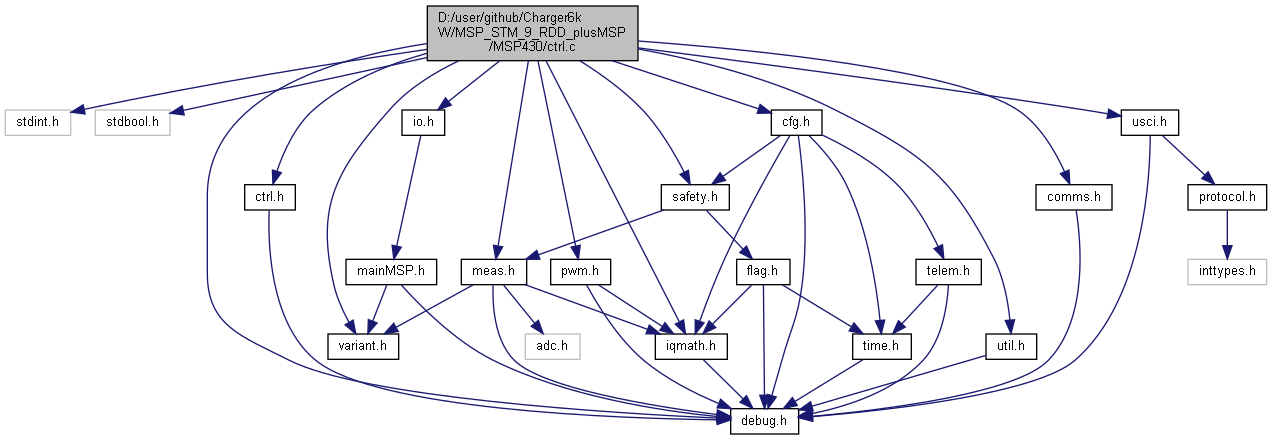 D:/user/github/Charger6k
W/MSP_STM_9_RDD_plusMSP
/MSP430/ctrl.c
stdint.h
stdbool.h
io.h
cfg.h
usci.h
ctrl.h
safety.h
comms.h
protocol.h
mainMSP.h
meas.h
pwm.h
flag.h
telem.h
inttypes.h
variant.h
adc.h
iqmath.h
time.h
util.h
debug.h